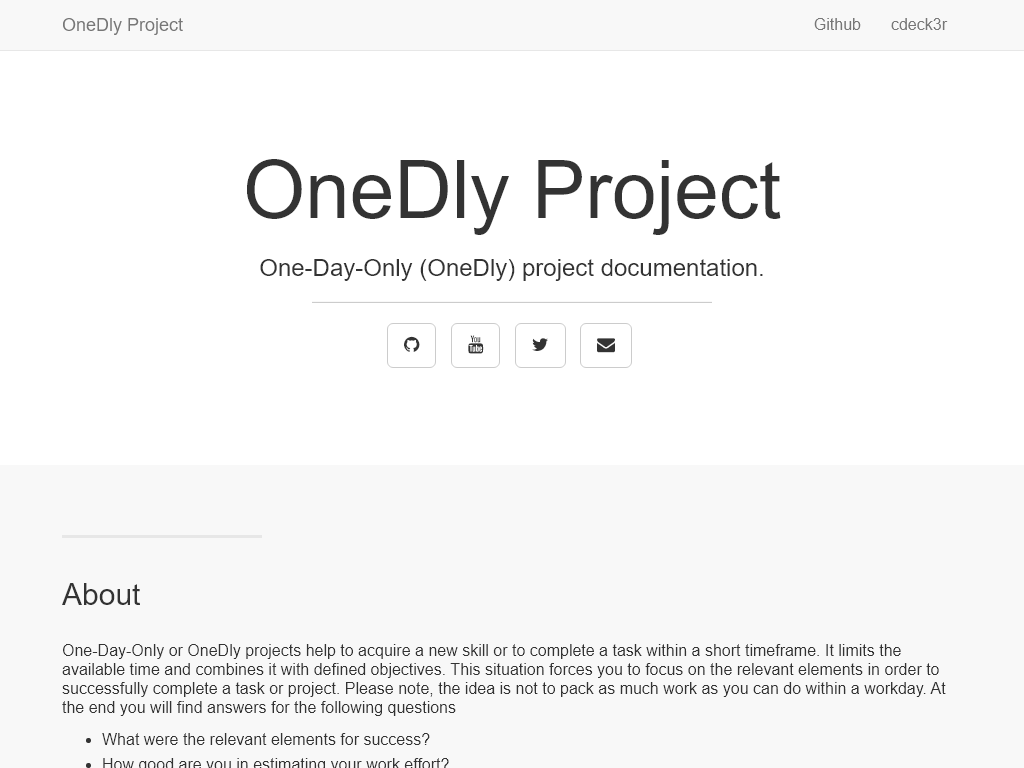 OneDly Project
Github
cdeck3r
OneDly Project
One-Day-Only (OneDly) project documentation.
You
Tube
About
One-Day-Only or OneDly projects help to acquire a new skill or to complete a task within a short timeframe. It limits the
available time and combines it with defined objectives. This situation forces you to focus on the relevant elements in order to
successfully complete a task or project. Please note, the idea is not to pack as much work as you can do within a workday. At
the end you will find answers for the following questions
What were the relevant elements for success?
How good are you in estimating your work effort?